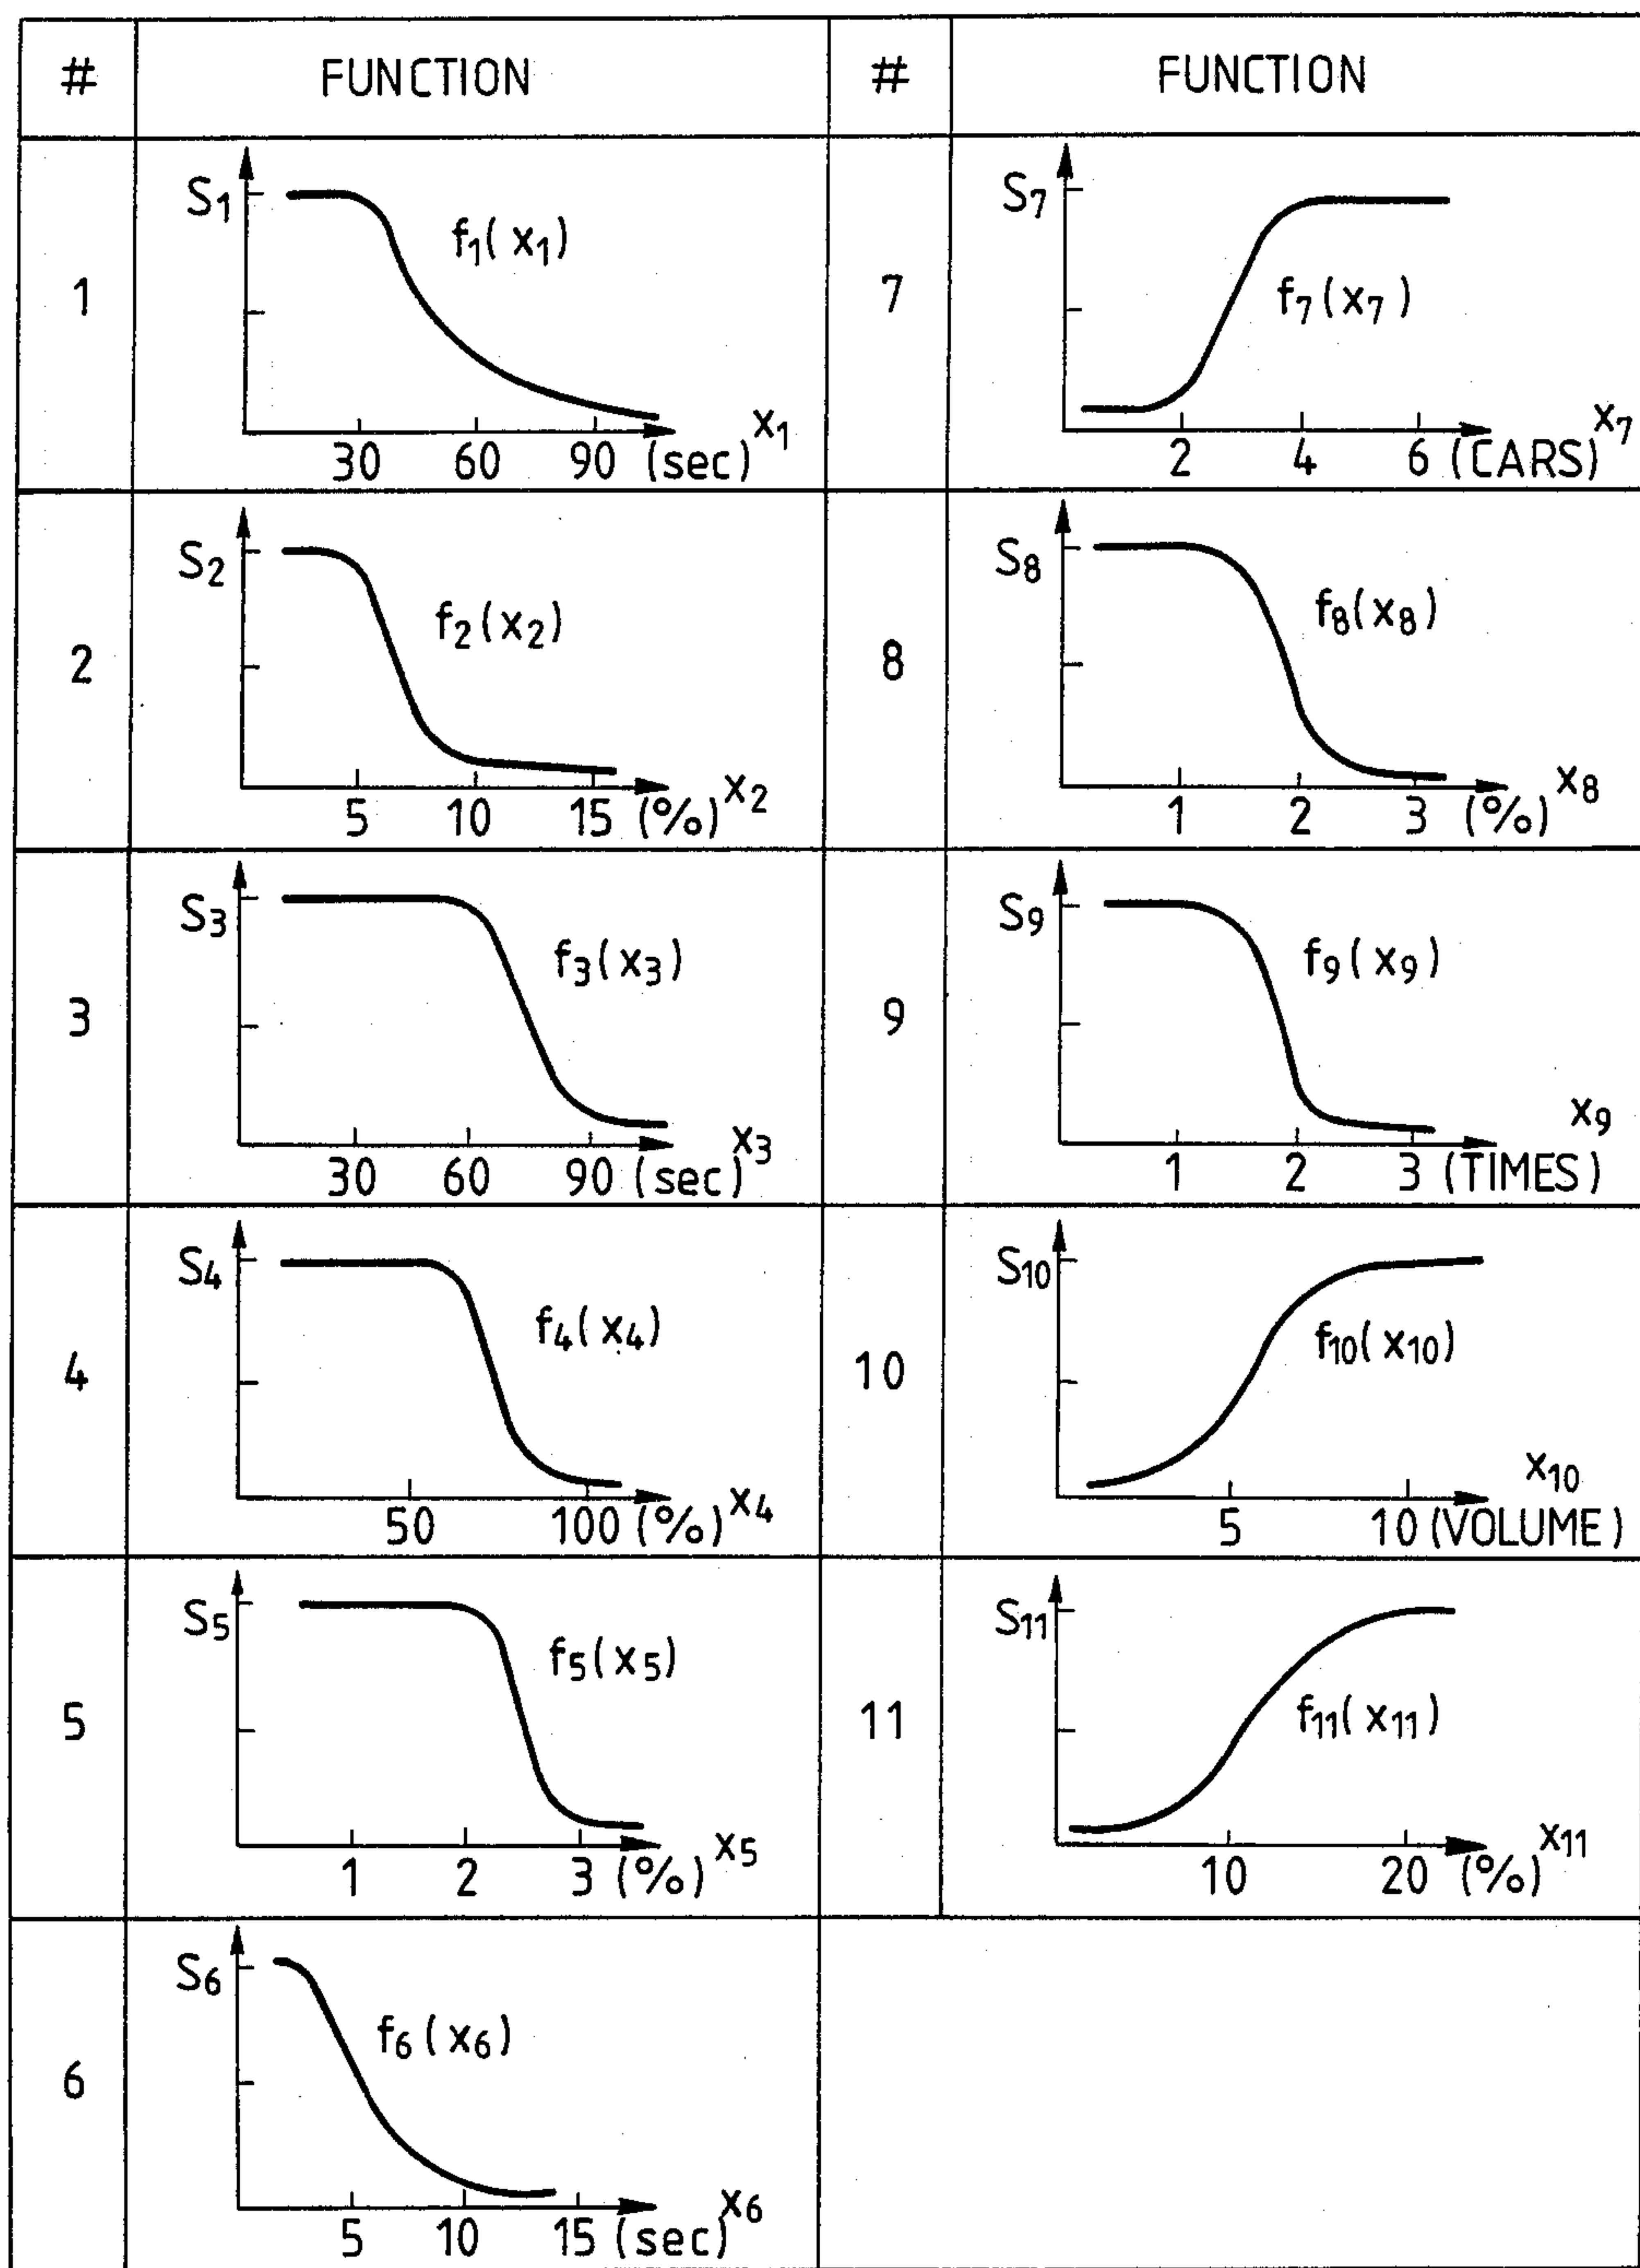 # FUNCTION # FUNCTION
1
S1
f1(x1)
30 60 90 (sec) x1
7
S7
f7(x7)
2 4 6 (CARS) x7
2
S2
f2(x2)
5 10 15 (%) x2
8
S8
f8(x8)
1 2 3 (%) x8
3
S3
f3(x3)
30 60 90 (sec) x3
9
S9
f9(x9)
1 2 3 (TIMES) x9
4
S4
f4(x4)
50 100 (%) x4
10
S10
f10(x10)
5 10 (VOLUME) x10
5
S5
f5(x5)
1 2 3 (%) x5
11
S11
f11(x11)
10 20 (%) x11
6
S6
f6(x6)
5 10 15 (sec) x6